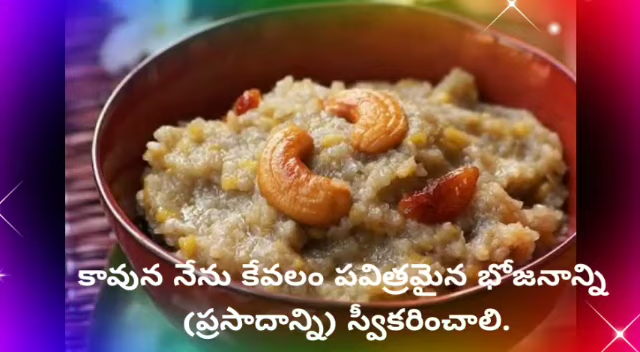 కావున నేను కేవలం పవిత్రమైన భోజనాన్ని
(ప్రసాదాన్ని) స్వీకరించాలి.